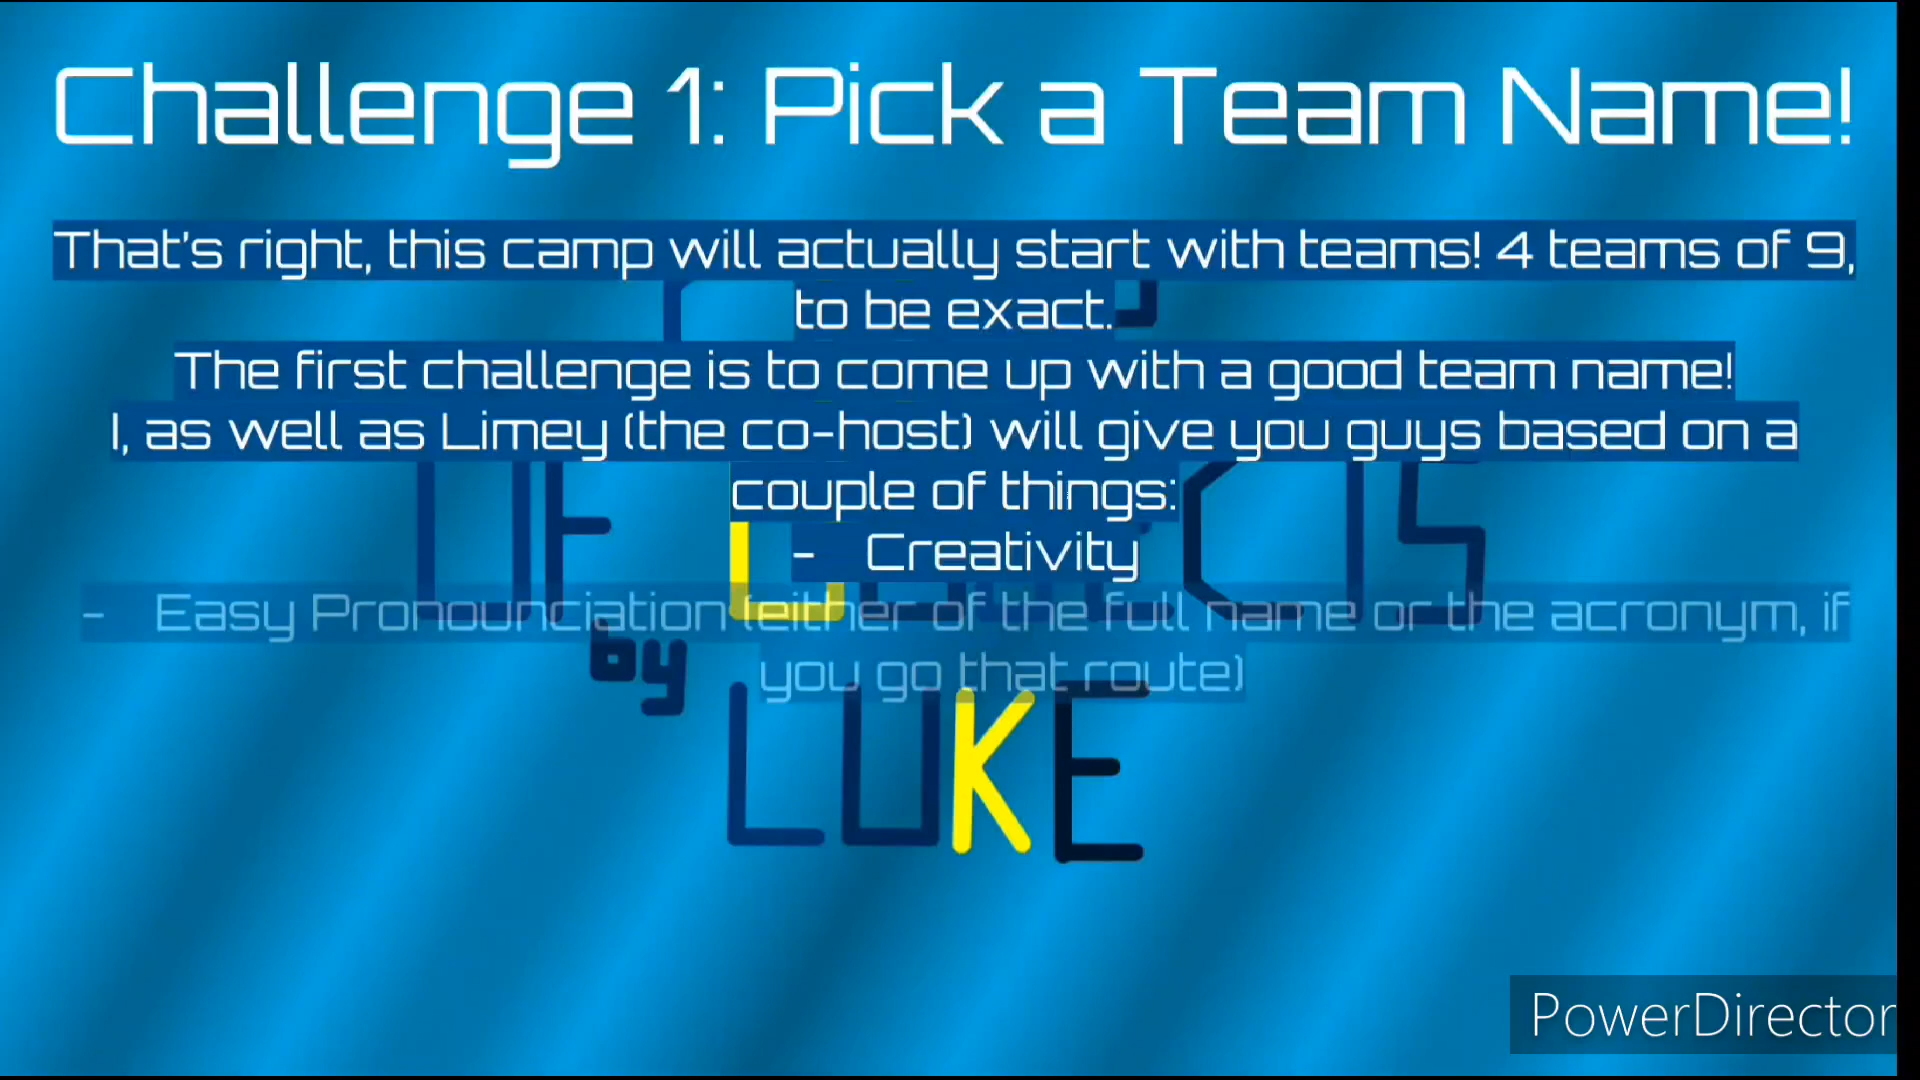 Challenge 1: Pick a Team Name!
That's right, this camp will actually start with teams! 4 teams of 9,
to be exact.
The first challenge is to come up with a good team name!
I, as well as Limey (the co-host) will give you guys based on a
couple of things:
- Creativity
- Easy Pronounciation (either of the full name or the acronym, if
you go that route)
by
LUKE
PowerDirector